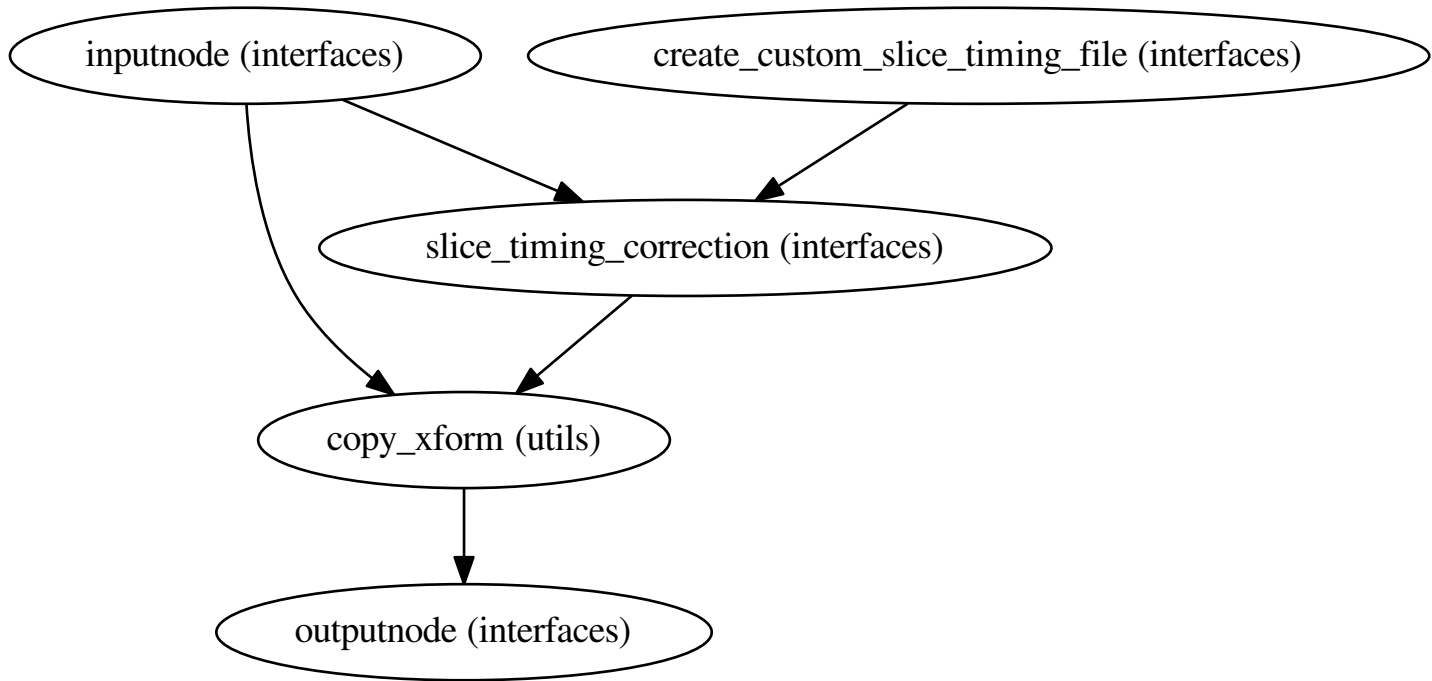 inputnode (interfaces)
create_custom_slice_timing_file (interfaces)
slice_timing_correction (interfaces)
copy_xform (utils)
outputnode (interfaces)